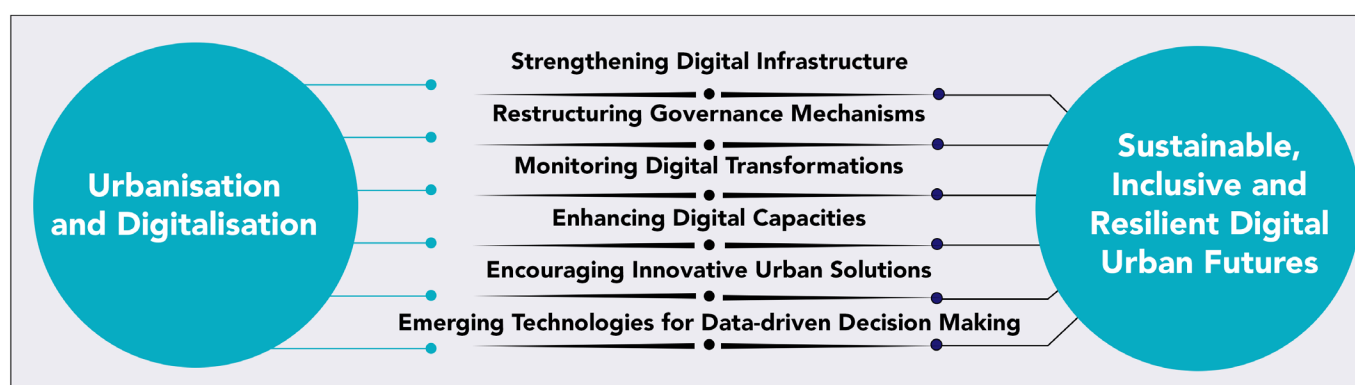 Urbanisation
and Digitalisation
Strengthening Digital Infrastructure
Restructuring Governance Mechanisms
Monitoring Digital Transformations
Enhancing Digital Capacities
Encouraging Innovative Urban Solutions
Emerging Technologies for Data-driven Decision Making
Sustainable,
Inclusive and
Resilient Digital
Urban Futures